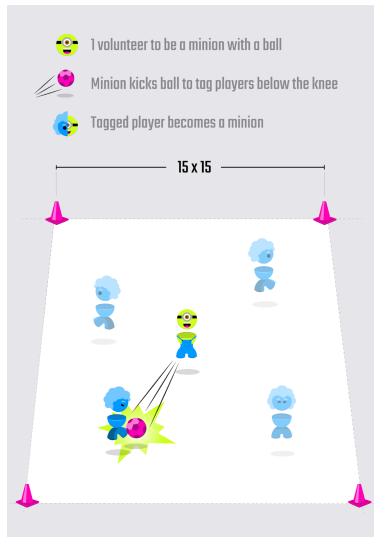 1 volunteer to be a minion with a ball
Minion kicks ball to tag players below the knee
Tagged player becomes a minion
15 x 15